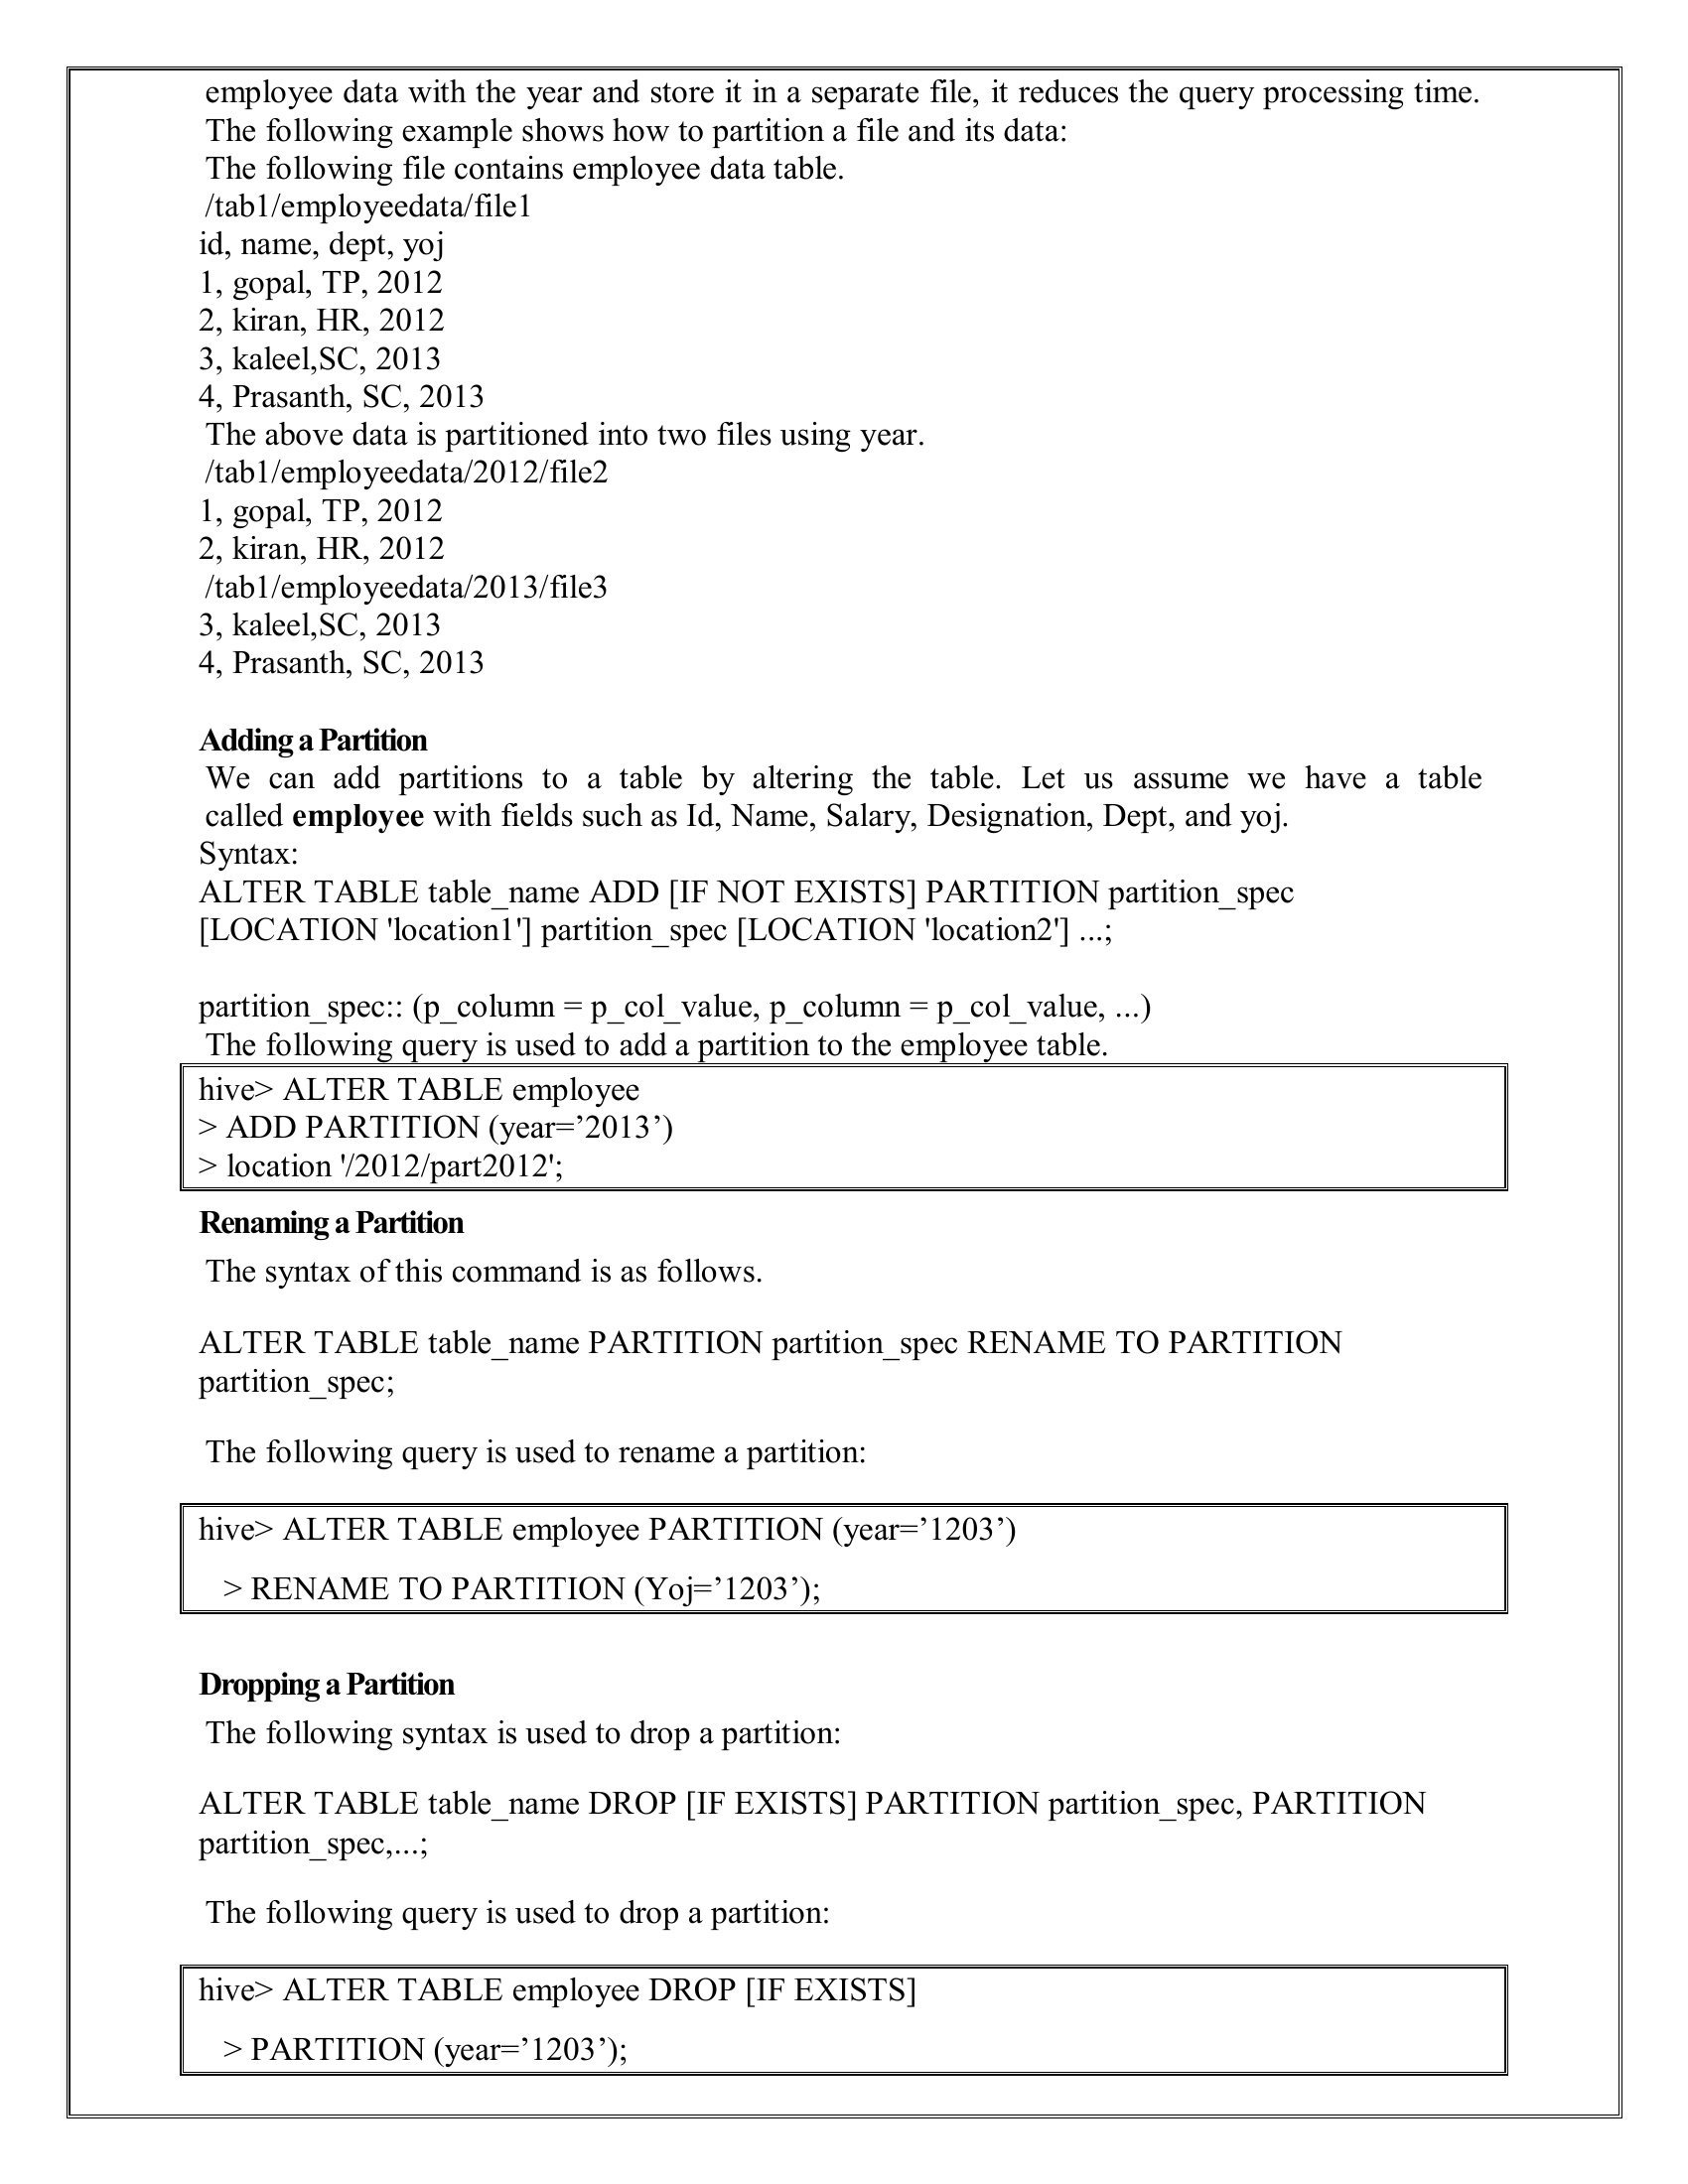 employee data with the year and store it in a separate file, it reduces the query processing time.
The following example shows how to partition a file and its data:
The following file contains employee data table.
/tab1/employeedata/file1
id, name, dept, yoj
1, gopal, TP, 2012
2, kiran, HR, 2012
3, kaleel,SC, 2013
4, Prasanth, SC, 2013
The above data is partitioned into two files using year.
/tab1/employeedata/2012/file2
1, gopal, TP, 2012
2, kiran, HR, 2012
/tab1/employeedata/2013/file3
3, kaleel,SC, 2013
4, Prasanth, SC, 2013
Adding a Partition
We can add partitions to a table by altering the table. Let us assume we have a table
called employee with fields such as Id, Name, Salary, Designation, Dept, and yoj.
Syntax:
ALTER TABLE table_name ADD [IF NOT EXISTS] PARTITION partition_spec
[LOCATION 'location1'] partition_spec [LOCATION 'location2'] ...;
partition_spec:: (p_column = p_col_value, p_column = p_col_value, ...)
The following query is used to add a partition to the employee table.
hive> ALTER TABLE employee
> ADD PARTITION (year=’2013’)
> location '/2012/part2012';
Renaming a Partition
The syntax of this command is as follows.
ALTER TABLE table_name PARTITION partition_spec RENAME TO PARTITION
partition_spec;
The following query is used to rename a partition:
hive> ALTER TABLE employee PARTITION (year=’1203’)
> RENAME TO PARTITION (Yoj=’1203’);
Dropping a Partition
The following syntax is used to drop a partition:
ALTER TABLE table_name DROP [IF EXISTS] PARTITION partition_spec, PARTITION
partition_spec,...;
The following query is used to drop a partition:
hive> ALTER TABLE employee DROP [IF EXISTS]
> PARTITION (year=’1203’);